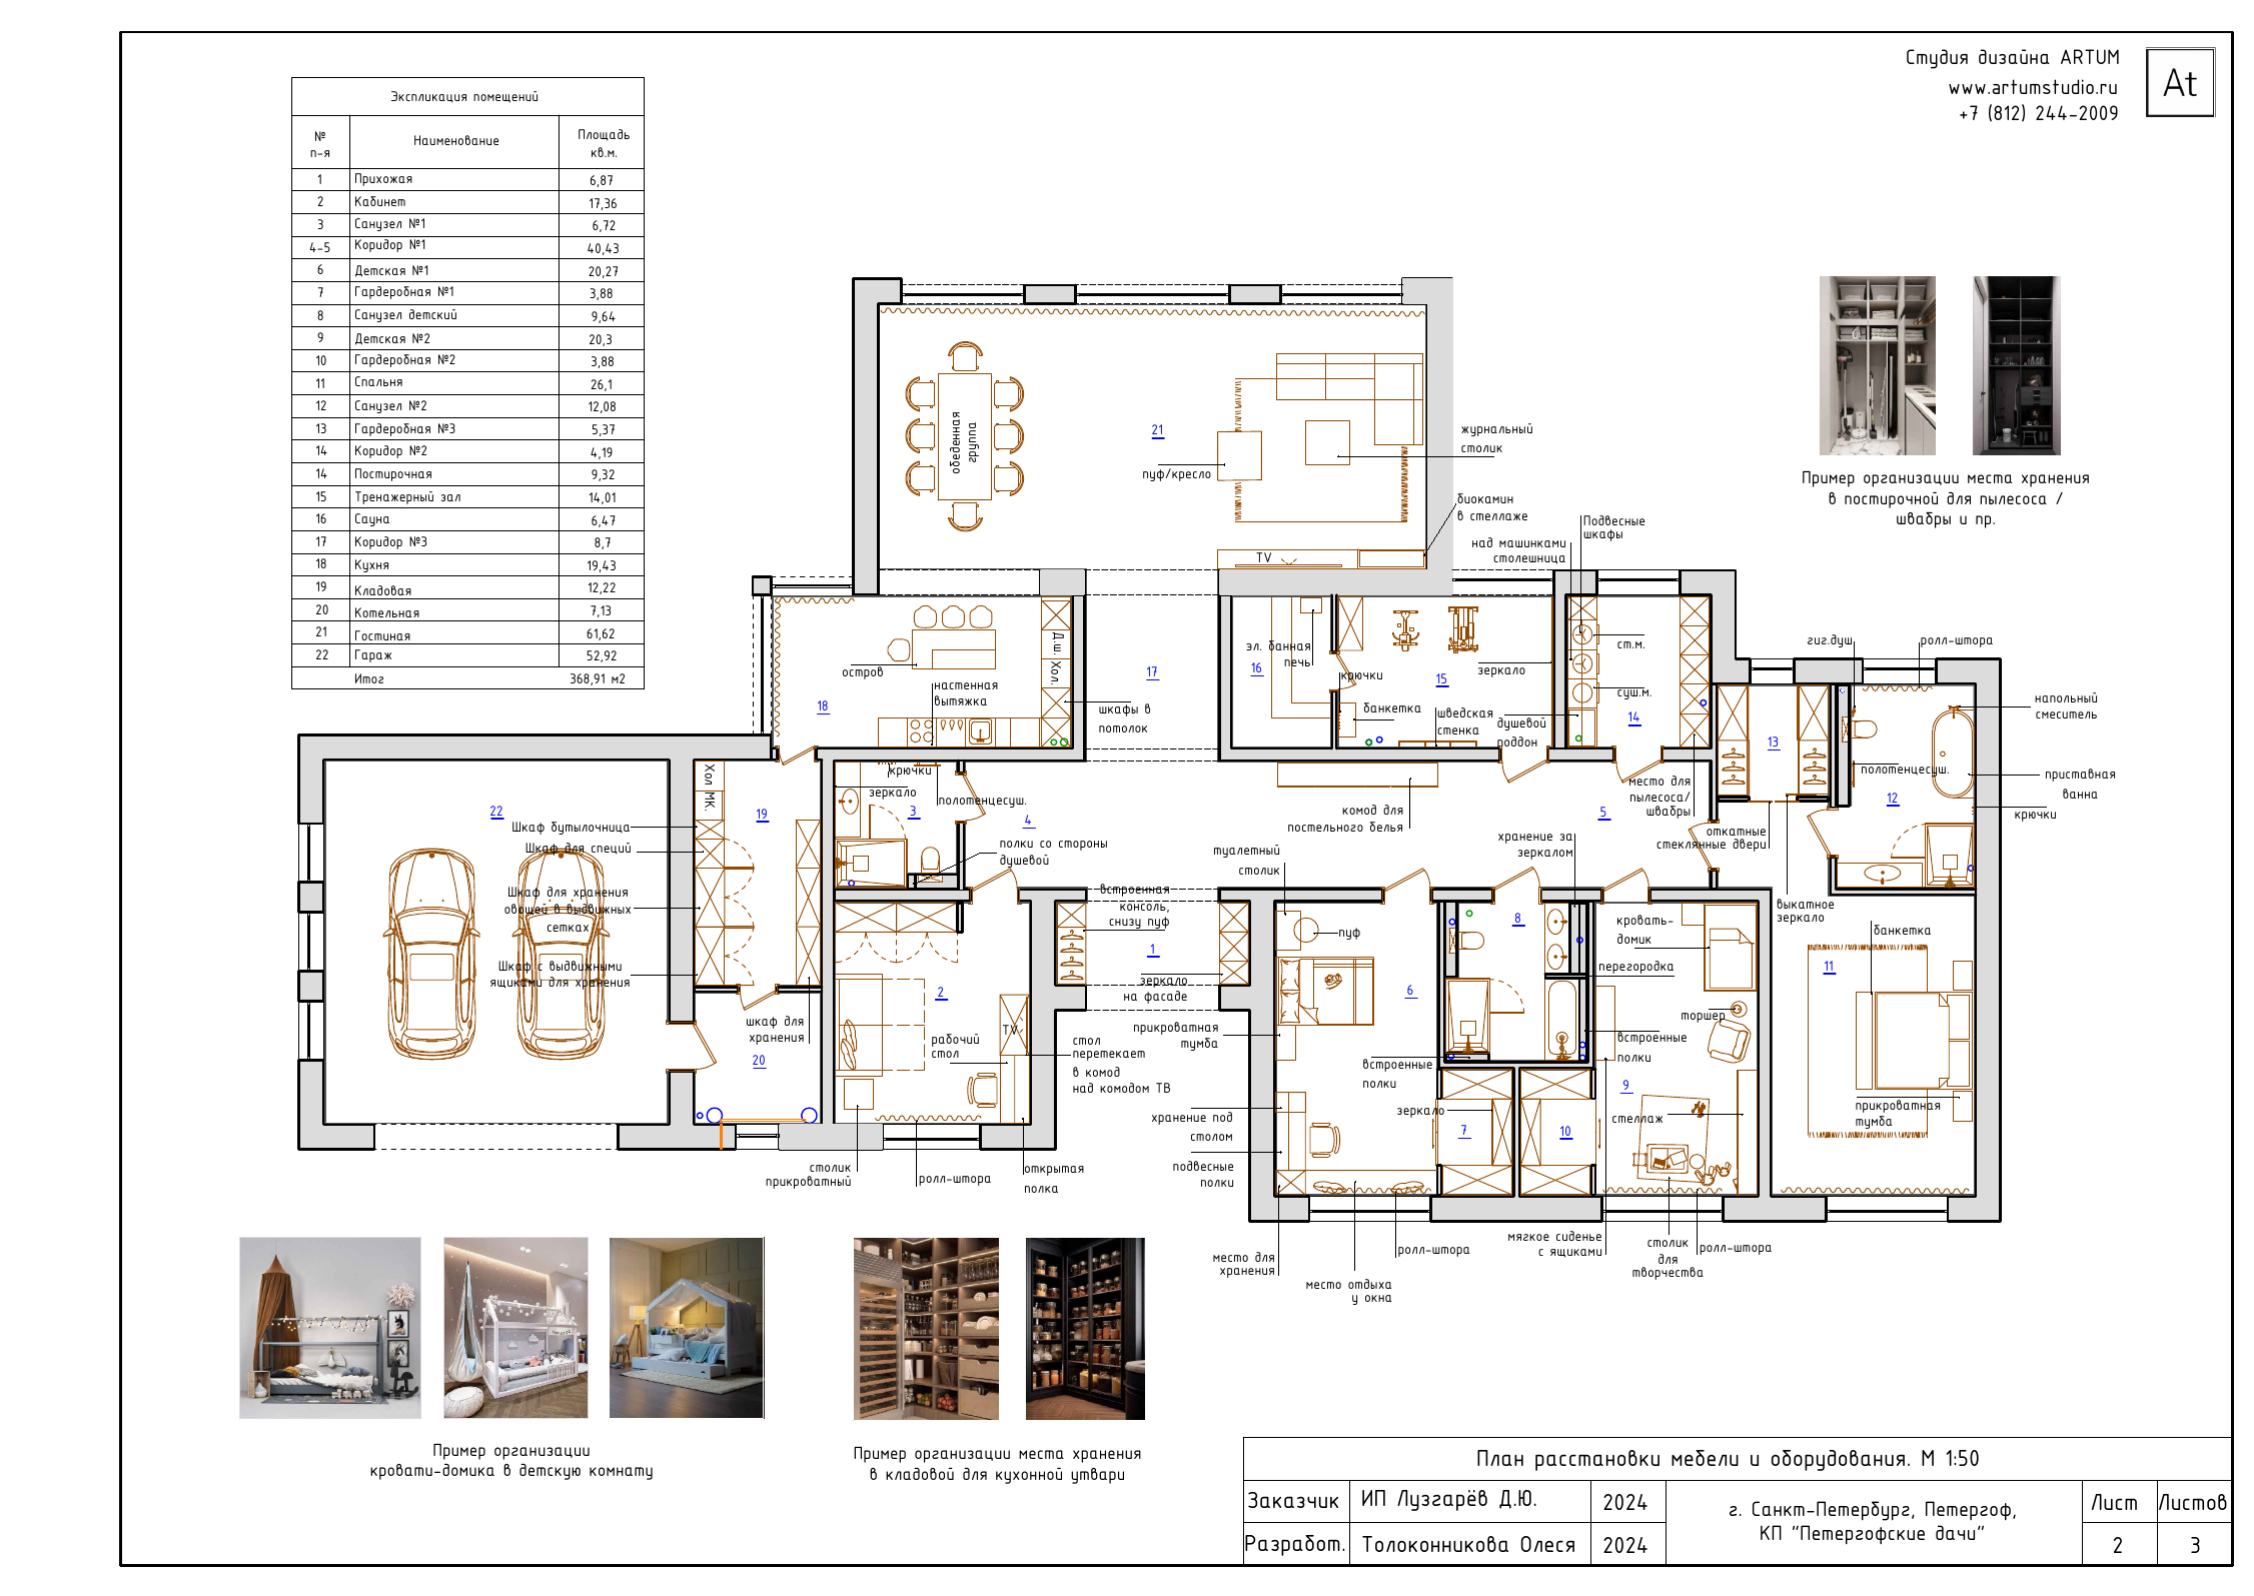 Студия дизайна ARTUM
www.artumstudio.ru
+7 (812) 244-2009
At
Экспликация помещений
№ п-я Наименование Площадь кв.м.
1 Прихожая 6,87
2 Кабинет 17,36
3 Санузел №1 6,72
4-5 Коридор №1 40,43
6 Детская №1 20,27
7 Гардеробная №1 3,88
8 Санузел детский 9,64
9 Детская №2 20,3
10 Гардеробная №2 3,88
11 Спальня 26,1
12 Санузел №2 12,08
13 Гардеробная №3 5,37
14 Коридор №2 4,19
14 Постирочная 9,32
15 Тренажерный зал 14,01
16 Сауна 6,47
17 Коридор №3 8,7
18 Кухня 19,43
19 Кладовая 12,22
20 Котельная 7,13
21 Гостиная 61,62
22 Гараж 52,92
Итог 368,91 м2
Пример организации места хранения
в постирочной для пылесоса /
швабры и пр.
обеденная
группа
21
пуф/кресло
журнальный
столик
биокамин
в стеллаже
TV
Подвесные
шкафы
над машинками
столешница
остров
настенная
вытяжка
18
Д.ш.
Хол.
шкафы в
потолок
17
эл. банная
печь
16
крючки
банкетка
15
зеркало
шведская
стенка
душевой
поддон
ст.м.
суш.м.
14
место для
пылесоса/
швабры
13
гиг.душ
ролл-штора
напольный
смеситель
полотенцесуш.
приставная
ванна
12
крючки
откатные
стеклянные двери
выкатное
зеркало
22
Шкаф бутылочница
Шкаф для специй
Шкаф для хранения
овощей в выдвижных
сетках
Шкаф с выдвижными
ящиками для хранения
Хол
МК.
19
шкаф для
хранения
20
крючки
зеркало
полотенцесуш.
3
4
полки со стороны
душевой
комод для
постельного белья
5
хранение за
зеркалом
туалетный
столик
встроенная
консоль,
снизу пуф
1
зеркало
на фасаде
2
рабочий
стол
TV
стол
перетекает
в комод
над комодом ТВ
столик
прикроватный
ролл-штора
открытая
полка
пуф
6
прикроватная
тумба
хранение под
столом
подвесные
полки
место для
хранения
место отдыха
у окна
ролл-штора
8
перегородка
встроенные
полки
встроенные
полки
зеркало
7
10
кровать-
домик
торшер
9
стеллаж
мягкое сиденье
с ящиками
столик
для
творчества
ролл-штора
банкетка
11
прикроватная
тумба
Пример организации
кровати-домика в детскую комнату
Пример организации места хранения
в кладовой для кухонной утвари
План расстановки мебели и оборудования. М 1:50
Заказчик ИП Лузгарёв Д.Ю. 2024
г. Санкт-Петербург, Петергоф,
КП "Петергофские дачи"
Лист Листов
Разработ. Толоконникова Олеся 2024
2 3